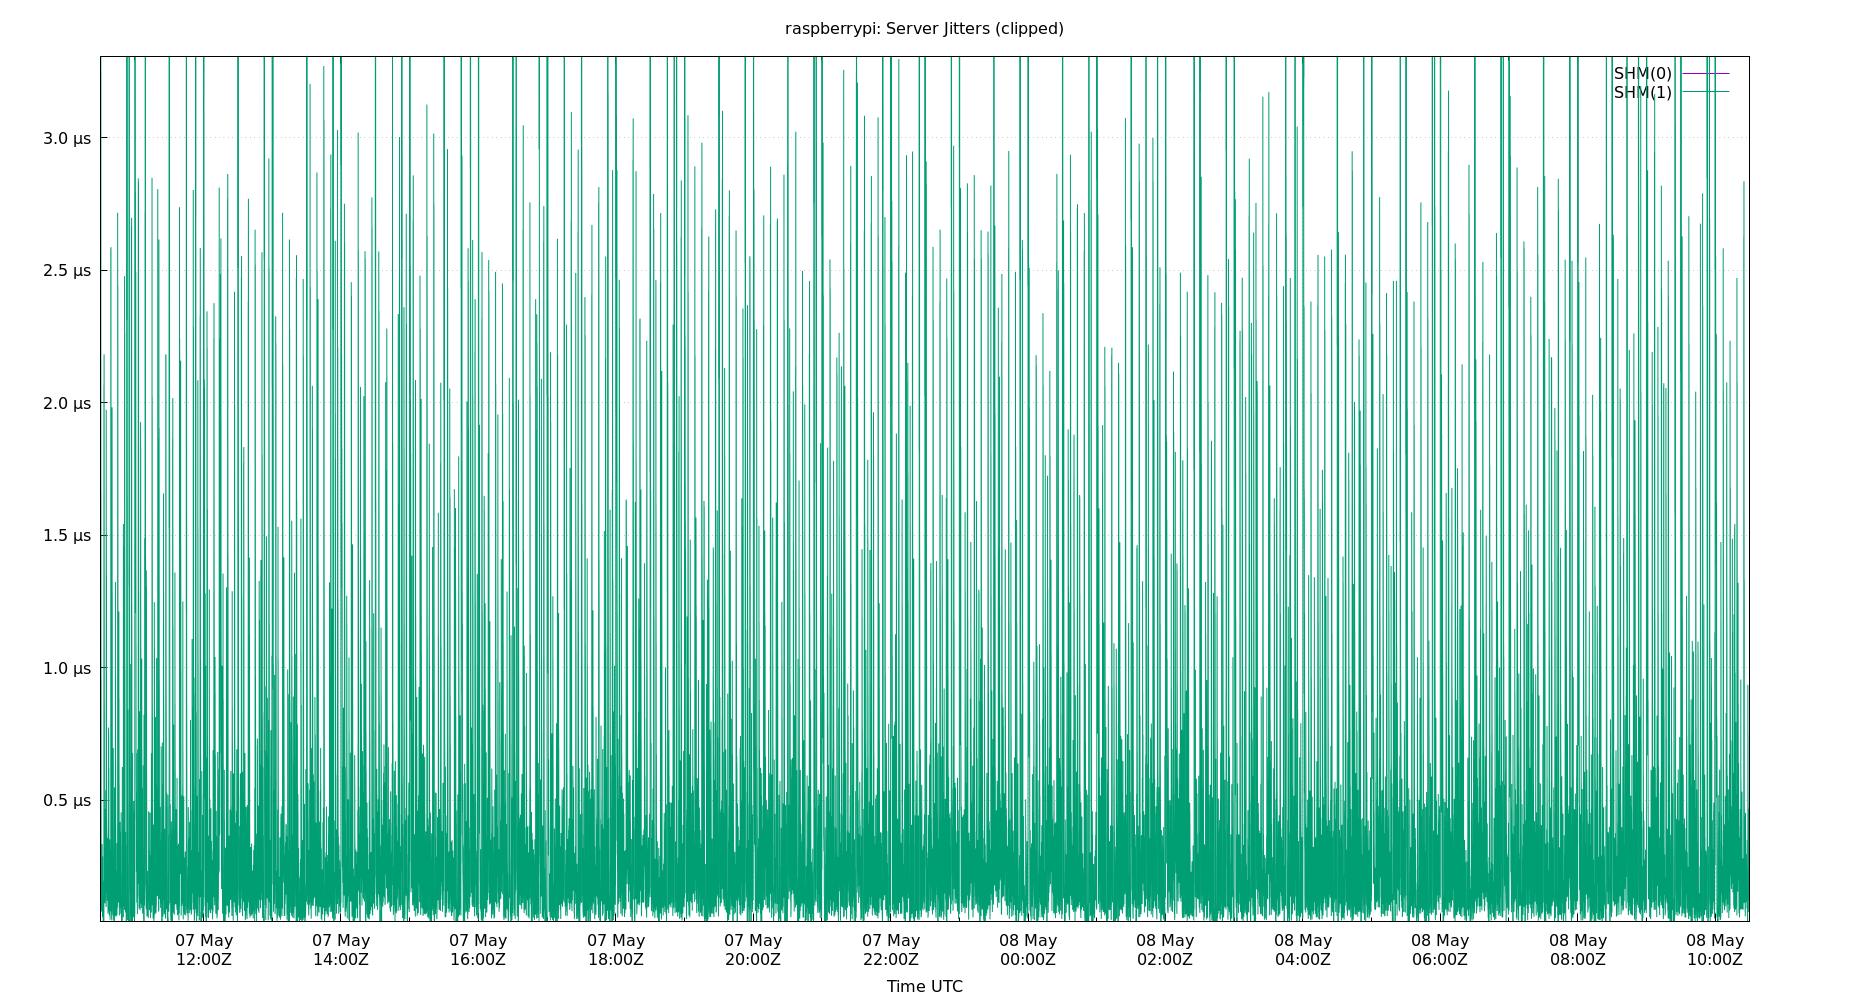 raspberrypi: Server Jitters (clipped)
SHM(0)
SHM(1)
3.0 µs
2.5 µs
2.0 µs
1.5 µs
1.0 µs
0.5 µs
07 May 07 May 07 May 07 May 07 May 07 May 08 May 08 May 08 May 08 May 08 May 08 May
12:00Z 14:00Z 16:00Z 18:00Z 20:00Z 22:00Z 00:00Z 02:00Z 04:00Z 06:00Z 08:00Z 10:00Z
Time UTC